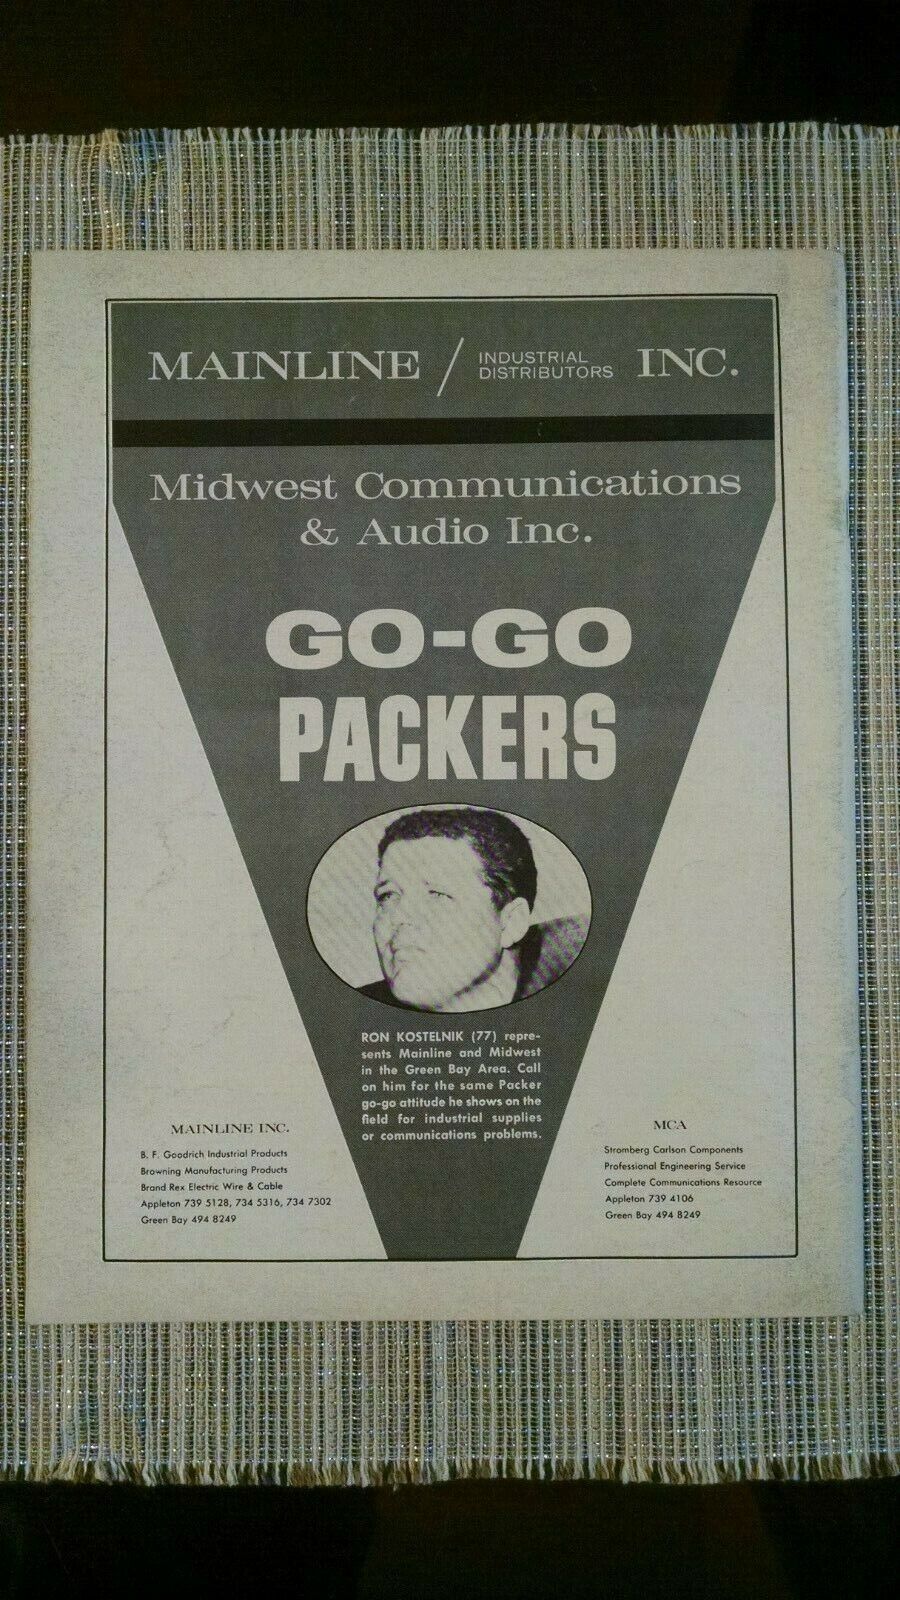 MAINLINE / INDUSTRIAL DISTRIBUTORS INC.
Midwest Communications
& Audio Inc.
GO-GO
PACKERS
RON KOSTELNIK (77) repre-
sents Mainline and Midwest
in the Green Bay Area. Call
on him for the same Packer
go-go attitude he shows on the
field for industrial supplies
or communications problems.
MAINLINE INC.
B. F. Goodrich Industrial Products
Browning Manufacturing Products
Brand Rex Electric Wire & Cable
Appleton 739 5128, 734 5316, 734 7302
Green Bay 494 8249
MCA
Stromberg Carlson Components
Professional Engineering Service
Complete Communications Resource
Appleton 739 4106
Green Bay 494 8249